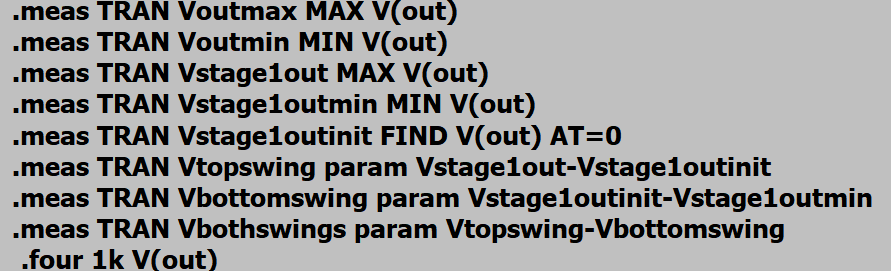 .meas TRAN Voutmax MAX V(out)
.meas TRAN Voutmin MIN V(out)
.meas TRAN Vstage1out MAX V(out)
.meas TRAN Vstage1outmin MIN V(out)
.meas TRAN Vstage1outinit FIND V(out) AT=0
.meas TRAN Vtopswing param Vstage1out-Vstage1outinit
.meas TRAN Vbottomswing param Vstage1outinit-Vstage1outmin
.meas TRAN Vbothswings param Vtopswing-Vbottomswing
.four 1k V(out)